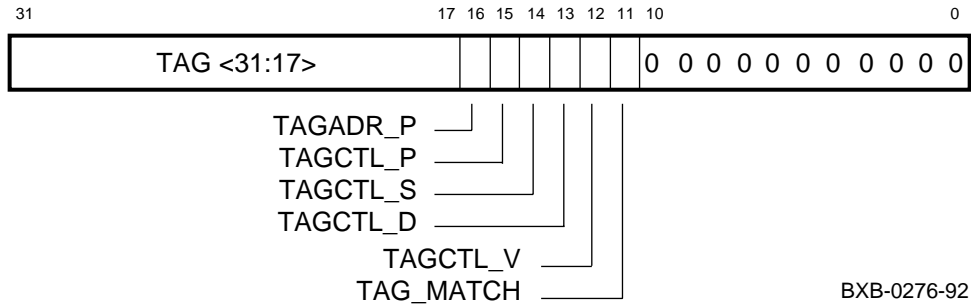 31 17 16 15 14 13 12 11 10 0
TAG <31:17> 0 0 0 0 0 0 0 0 0 0 0
TAGADR_P
TAGCTL_P
TAGCTL_S
TAGCTL_D
TAGCTL_V
TAG_MATCH
BXB-0276-92